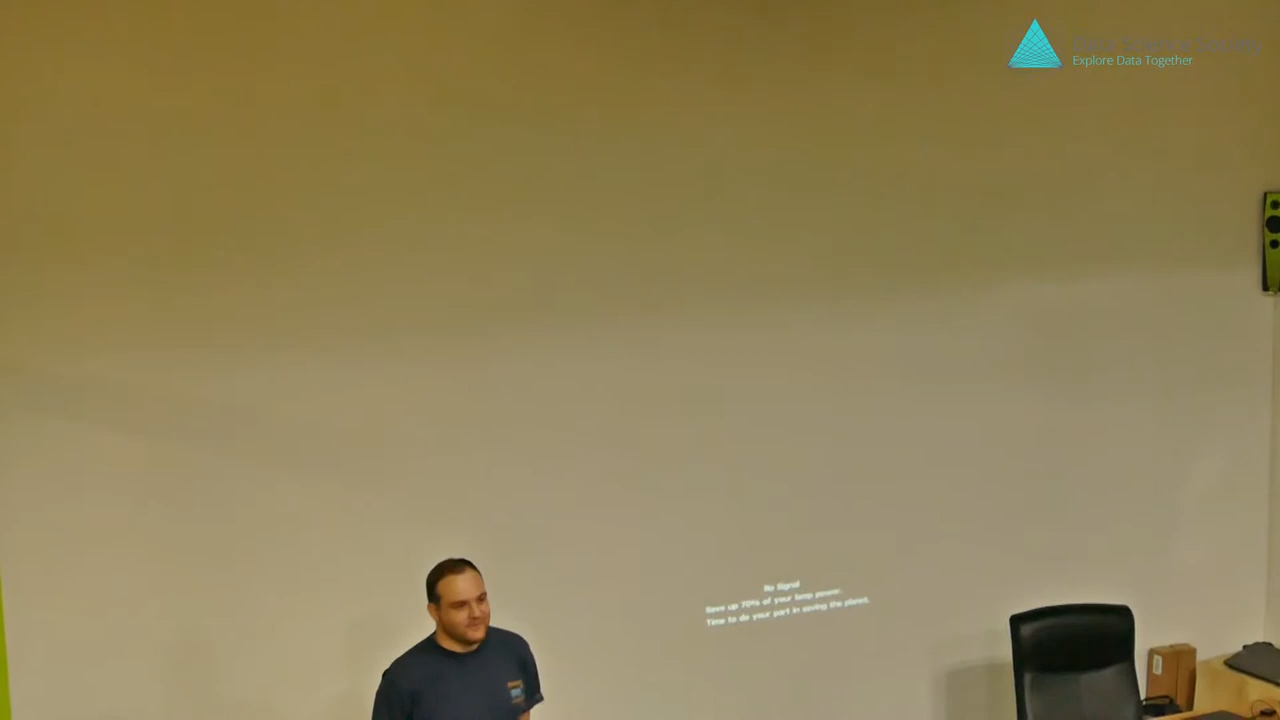 Data Science Society
Explore Data Together
No Signal
Save up 70% of your lamp power.
Time to do your part in saving the planet.